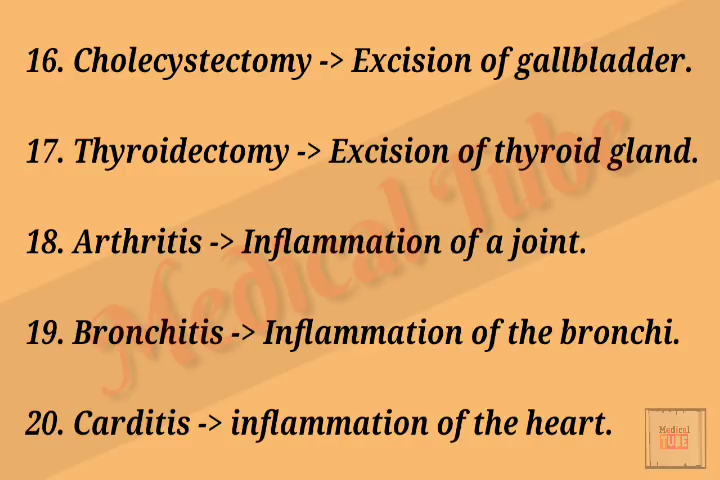 16. Cholecystectomy -> Excision of gallbladder.
17. Thyroidectomy -> Excision of thyroid gland.
18. Arthritis -> Inflammation of a joint.
19. Bronchitis -> Inflammation of the bronchi.
20. Carditis -> inflammation of the heart.
Medical Tube
Medical
TUBE